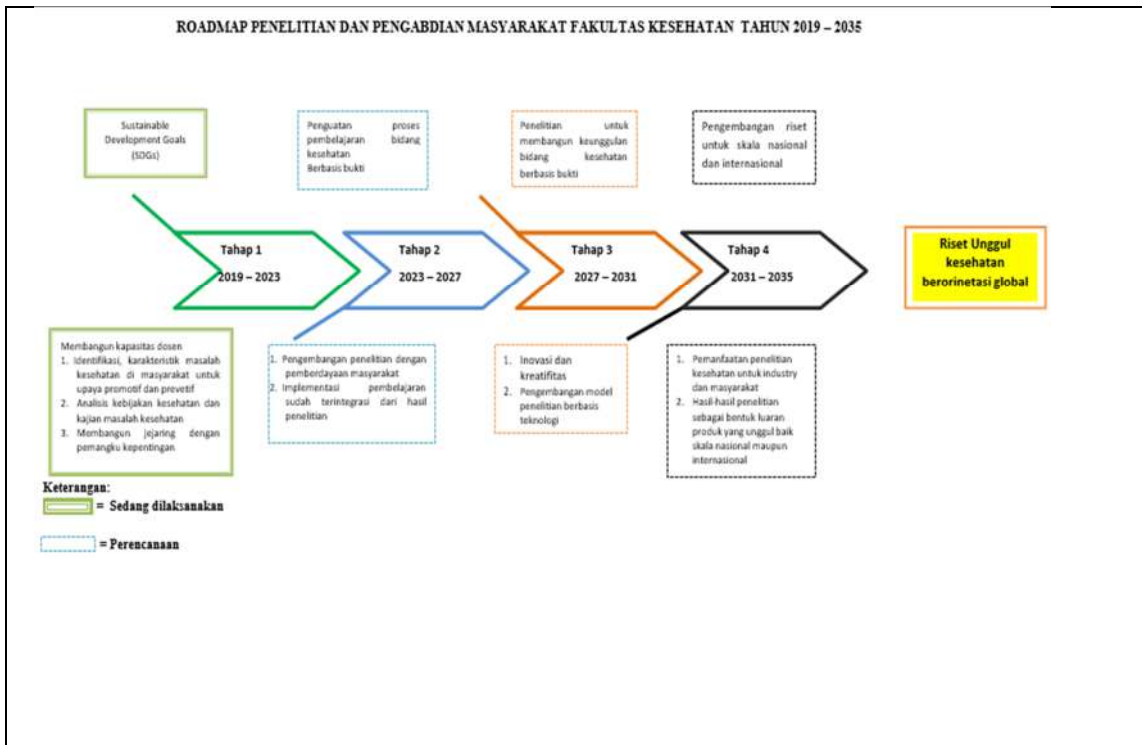 ROADMAP PENELITIAN DAN PENGABDIAN MASYARAKAT FAKULTAS KESEHATAN TAHUN 2019 – 2035
Sustainable
Development Goals
(SDGs)
Penguatan proses
pembelajaran bidang
kesehatan
Berbasis bukti
Penelitian untuk
membangun keunggulan
bidang kesehatan
berbasis bukti
Pengembangan riset
untuk skala nasional
dan internasional
Tahap 1
2019 – 2023
Tahap 2
2023 – 2027
Tahap 3
2027 – 2031
Tahap 4
2031 – 2035
Riset Unggul
kesehatan
berorinetasi global
Membangun kapasitas dosen
1. Identifikasi, karakteristik masalah
kesehatan di masyarakat untuk
upaya promotif dan prevetif
2. Analisis kebijakan kesehatan dan
kajian masalah kesehatan
3. Membangun jejaring dengan
pemangku kepentingan
1. Pengembangan penelitian dengan
pemberdayaan masyarakat
2. Implementasi pembelajaran
sudah terintegrasi dari hasil
penelitian
1. Inovasi dan
kreatifitas
2. Pengembangan model
penelitian berbasis
teknologi
1. Pemanfaatan penelitian
kesehatan untuk industry
dan masyarakat
2. Hasil-hasil penelitian
sebagai bentuk luaran
produk yang unggul baik
skala nasional maupun
internasional
Keterangan:
= Sedang dilaksanakan
= Perencanaan